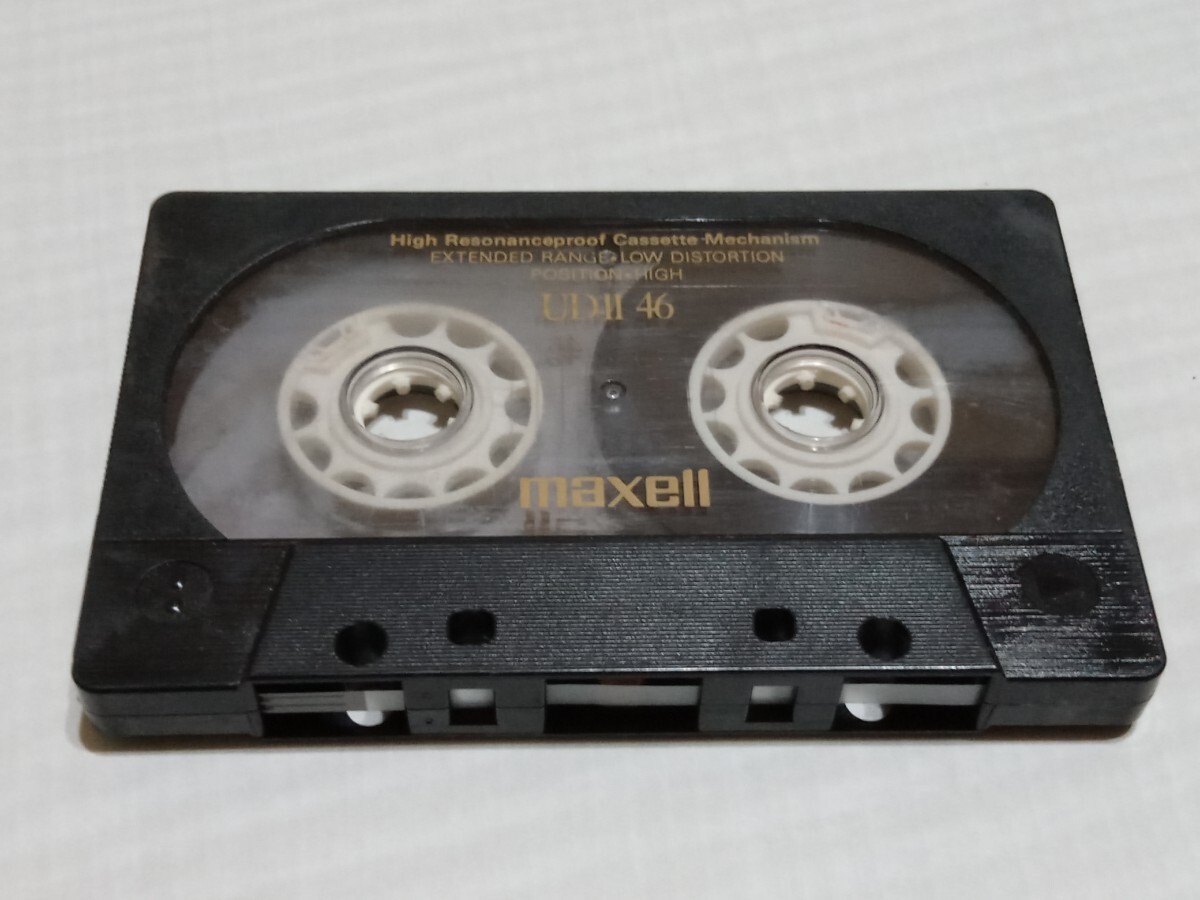 High Resonanceproof Cassette Mechanism
EXTENDED RANGE•LOW DISTORTION
POSITION•HIGH
UDII 46
maxell